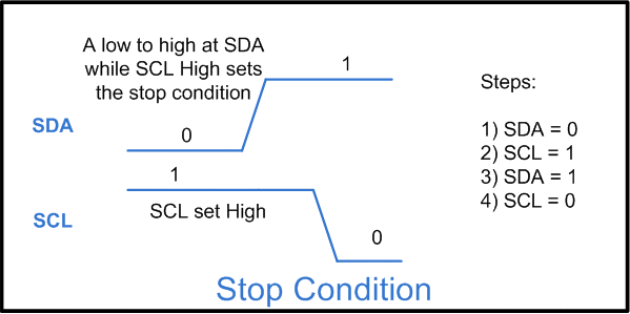 A low to high at SDA
while SCL High sets
the stop condition
1
SDA
0
1
SCL set High
SCL
0
Steps:
1) SDA = 0
2) SCL = 1
3) SDA = 1
4) SCL = 0
Stop Condition